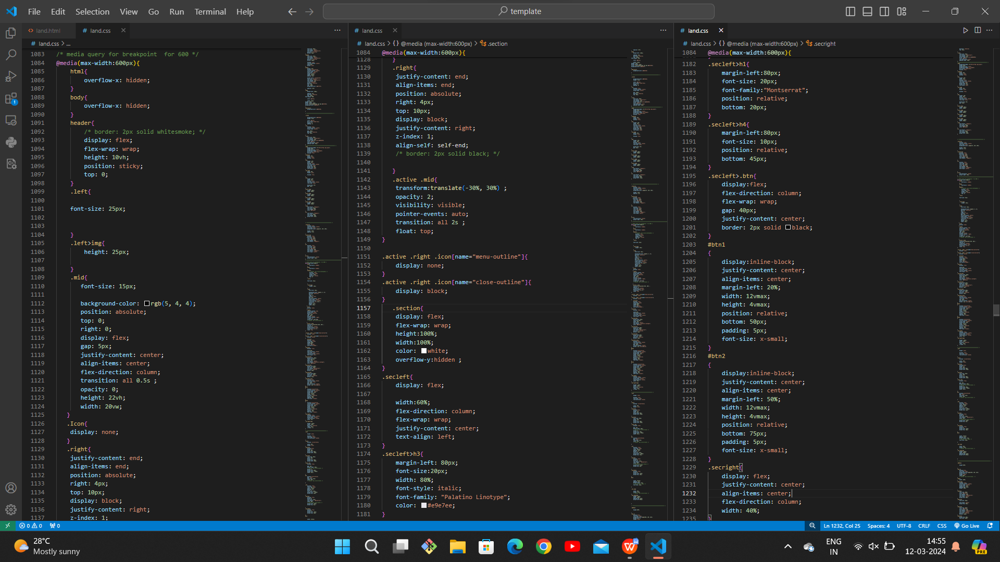 File Edit Selection View Go Run Terminal Help
template
land.html
land.css
land.css > ...
1083 /* media query for breakpoint  for 600 */
1084 @media(max-width:600px){
1085 html{
1086 overflow-x: hidden;
1087 }
1088 body{
1089 overflow-x: hidden;
1090 }
1091 header{
1092 /* border: 2px solid whitesmoke; */
1093 display: flex;
1094 flex-wrap: wrap;
1095 height: 10vh;
1096 position: sticky;
1097 top: 0;
1098 }
1099 .left{
1100
1101 font-size: 25px;
1102
1103
1104 }
1105 .left>img{
1106 height: 25px;
1107
1108 }
1109 .mid{
1110 font-size: 15px;
1111
1112 background-color: rgb(5, 4, 4);
1113 position: absolute;
1114 top: 0;
1115 right: 0;
1116 display: flex;
1117 gap: 5px;
1118 justify-content: center;
1119 align-items: center;
1120 flex-direction: column;
1121 transition: all 0.5s ;
1122 opacity: 0;
1123 height: 22vh;
1124 width: 20vw;
1125 }
1126 .Icon{
1127 display: none;
1128 }
1129 .right{
1130 justify-content: end;
1131 align-items: end;
1132 position: absolute;
1133 right: 4px;
1134 top: 10px;
1135 display: block;
1136 justify-content: right;
1137 z-index: 1;
land.css
land.css > {} @media (max-width:600px) > .section
1084 @media(max-width:600px){
1128 }
1129 .right{
1130 justify-content: end;
1131 align-items: end;
1132 position: absolute;
1133 right: 4px;
1134 top: 10px;
1135 display: block;
1136 justify-content: right;
1137 z-index: 1;
1138 align-self: self-end;
1139 /* border: 2px solid black; */
1140
1141 }
1142 .active .mid{
1143 transform:translate(-30%, 30%) ;
1144 opacity: 2;
1145 visibility: visible;
1146 pointer-events: auto;
1147 transition: all 2s ;
1148 float: top;
1149 }
1150
1151 .active .right .icon[name="menu-outline"]{
1152 display: none;
1153 }
1154 .active .right .icon[name="close-outline"]{
1155 display: block;
1156 }
1157 .section{
1158 display: flex;
1159 flex-wrap: wrap;
1160 height:100%;
1161 width:100%;
1162 color: white;
1163 overflow-y:hidden ;
1164 }
1165 .secleft{
1166 display: flex;
1167
1168 width:60%;
1169 flex-direction: column;
1170 flex-wrap: wrap;
1171 justify-content: center;
1172 text-align: left;
1173 }
1174 .secleft>h3{
1175 margin-left: 80px;
1176 font-size:20px;
1177 width: 80%;
1178 font-style: italic;
1179 font-family: "Palatino Linotype";
1180 color: #e9e7ee;
1181 }
land.css
land.css > {} @media (max-width:600px) > .secright
1084 @media(max-width:600px){
1182 .secleft>h1{
1183 margin-left:80px;
1184 font-size: 20px;
1185 font-family:"Montserrat";
1186 position: relative;
1187 bottom: 20px;
1188 }
1189 .secleft>h4{
1190 margin-left:80px;
1191 font-size: 10px;
1192 position: relative;
1193 bottom: 45px;
1194 }
1195 .secleft>.btn{
1196 display:flex;
1197 flex-direction: column;
1198 flex-wrap: wrap;
1199 gap: 40px;
1200 justify-content: center;
1201 border: 2px solid black;
1202 }
1203 #btn1
1204 {
1205 display:inline-block;
1206 justify-content: center;
1207 align-items: center;
1208 margin-left: 20%;
1209 width: 12vmax;
1210 height: 4vmax;
1211 position: relative;
1212 bottom: 50px;
1213 padding: 5px;
1214 font-size: x-small;
1215 }
1216 #btn2
1217 {
1218 display:inline-block;
1219 justify-content: center;
1220 align-items: center;
1221 margin-left: 50%;
1222 width: 12vmax;
1223 height: 4vmax;
1224 position: relative;
1225 bottom: 75px;
1226 padding: 5px;
1227 font-size: x-small;
1228 }
1229 .secright{
1230 display: flex;
1231 justify-content: center;
1232 align-items: center;
1233 flex-direction: column;
1234 width: 40%;
1235 }
0 0 0
Ln 1232, Col 25 Spaces: 4 UTF-8 CRLF CSS Go Live
28°C
Mostly sunny
ENG
IN
14:55
12-03-2024
PRE